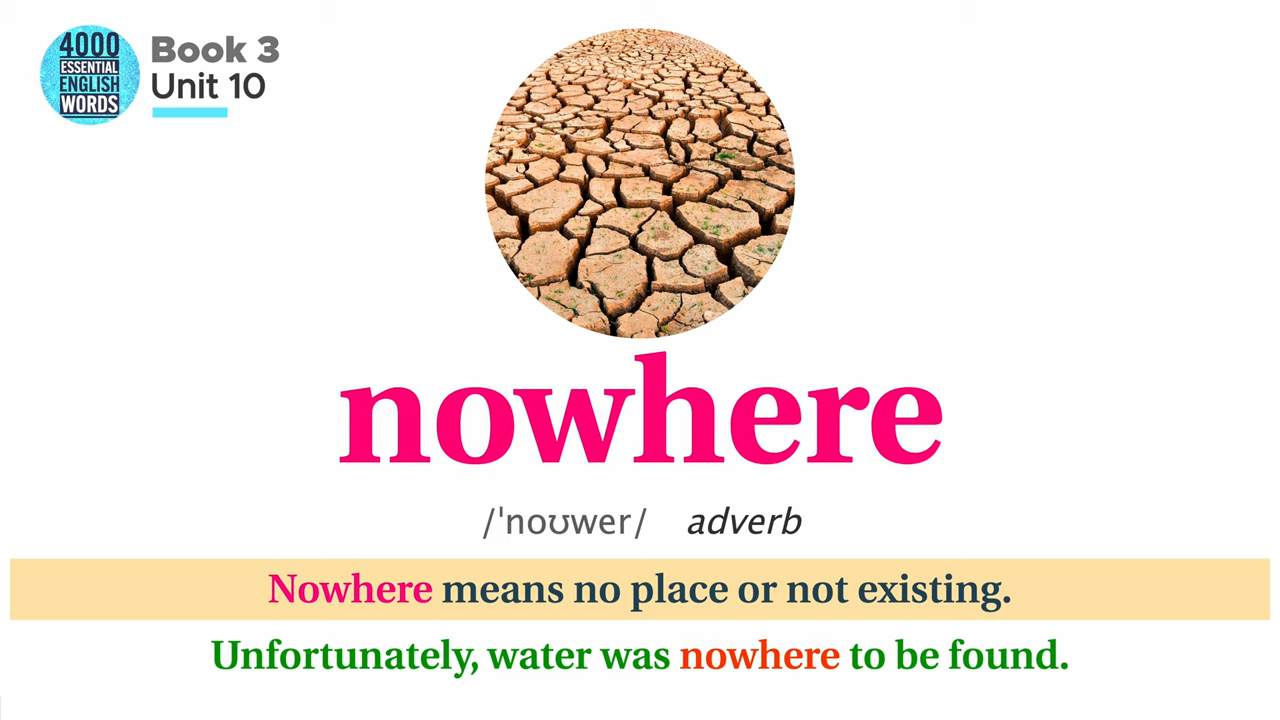 4000
ESSENTIAL
ENGLISH
WORDS
Book 3
Unit 10
nowhere
/ˈnoʊwer/ adverb
Nowhere means no place or not existing.
Unfortunately, water was nowhere to be found.